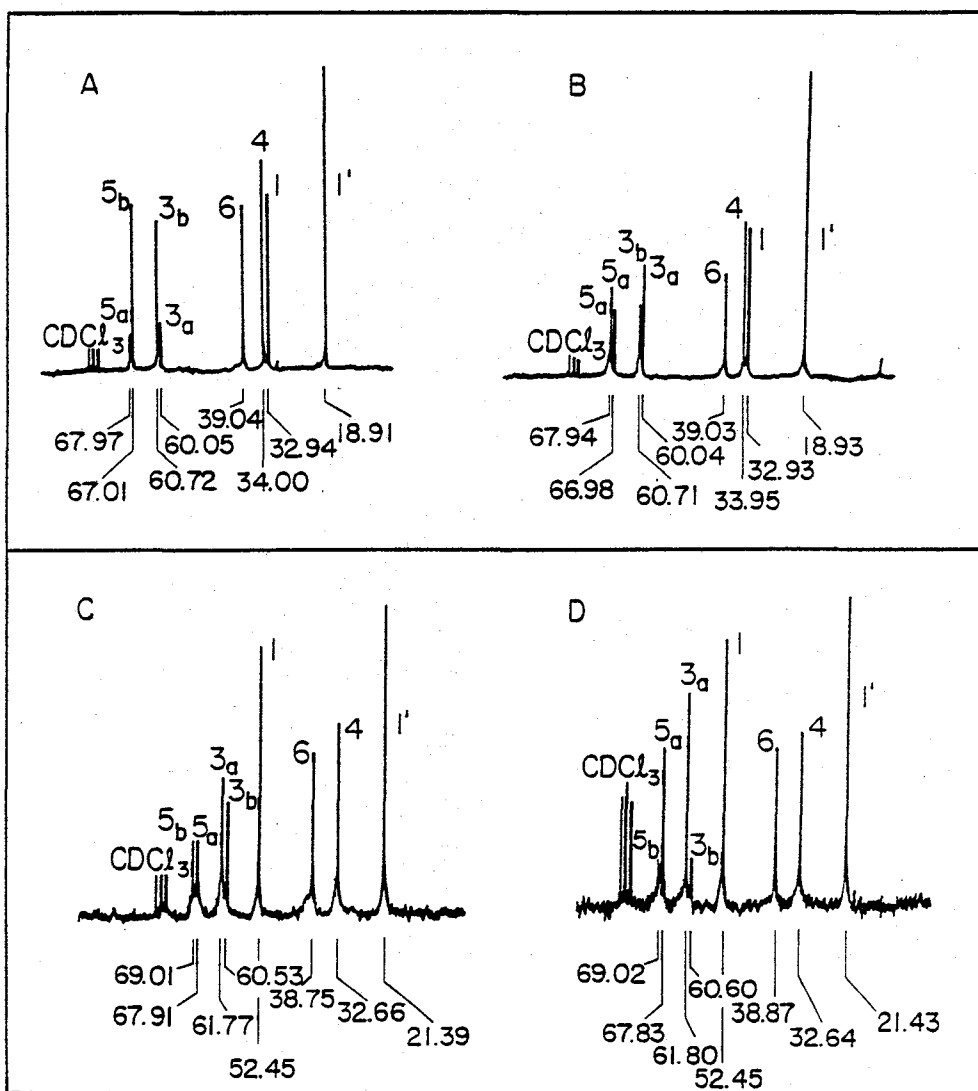 A
4
1
1'
5b 3b 6
5a 3a
CDCl3
67.97 60.05 39.04 32.94 18.91
67.01 60.72 34.00
B
4
1
1'
3b
5a 3a 6
5a
CDCl3
67.94 60.04 39.03 32.93 18.93
66.98 60.71 33.95
C
1
1'
3a 6 4
3b
5b 5a
CDCl3
69.01 60.53 38.75 32.66 21.39
67.91 61.77
52.45
D
1
1'
3a
5a 6 4
CDCl3
5b 3b
69.02 60.60 38.87 32.64 21.43
67.83 61.80
52.45